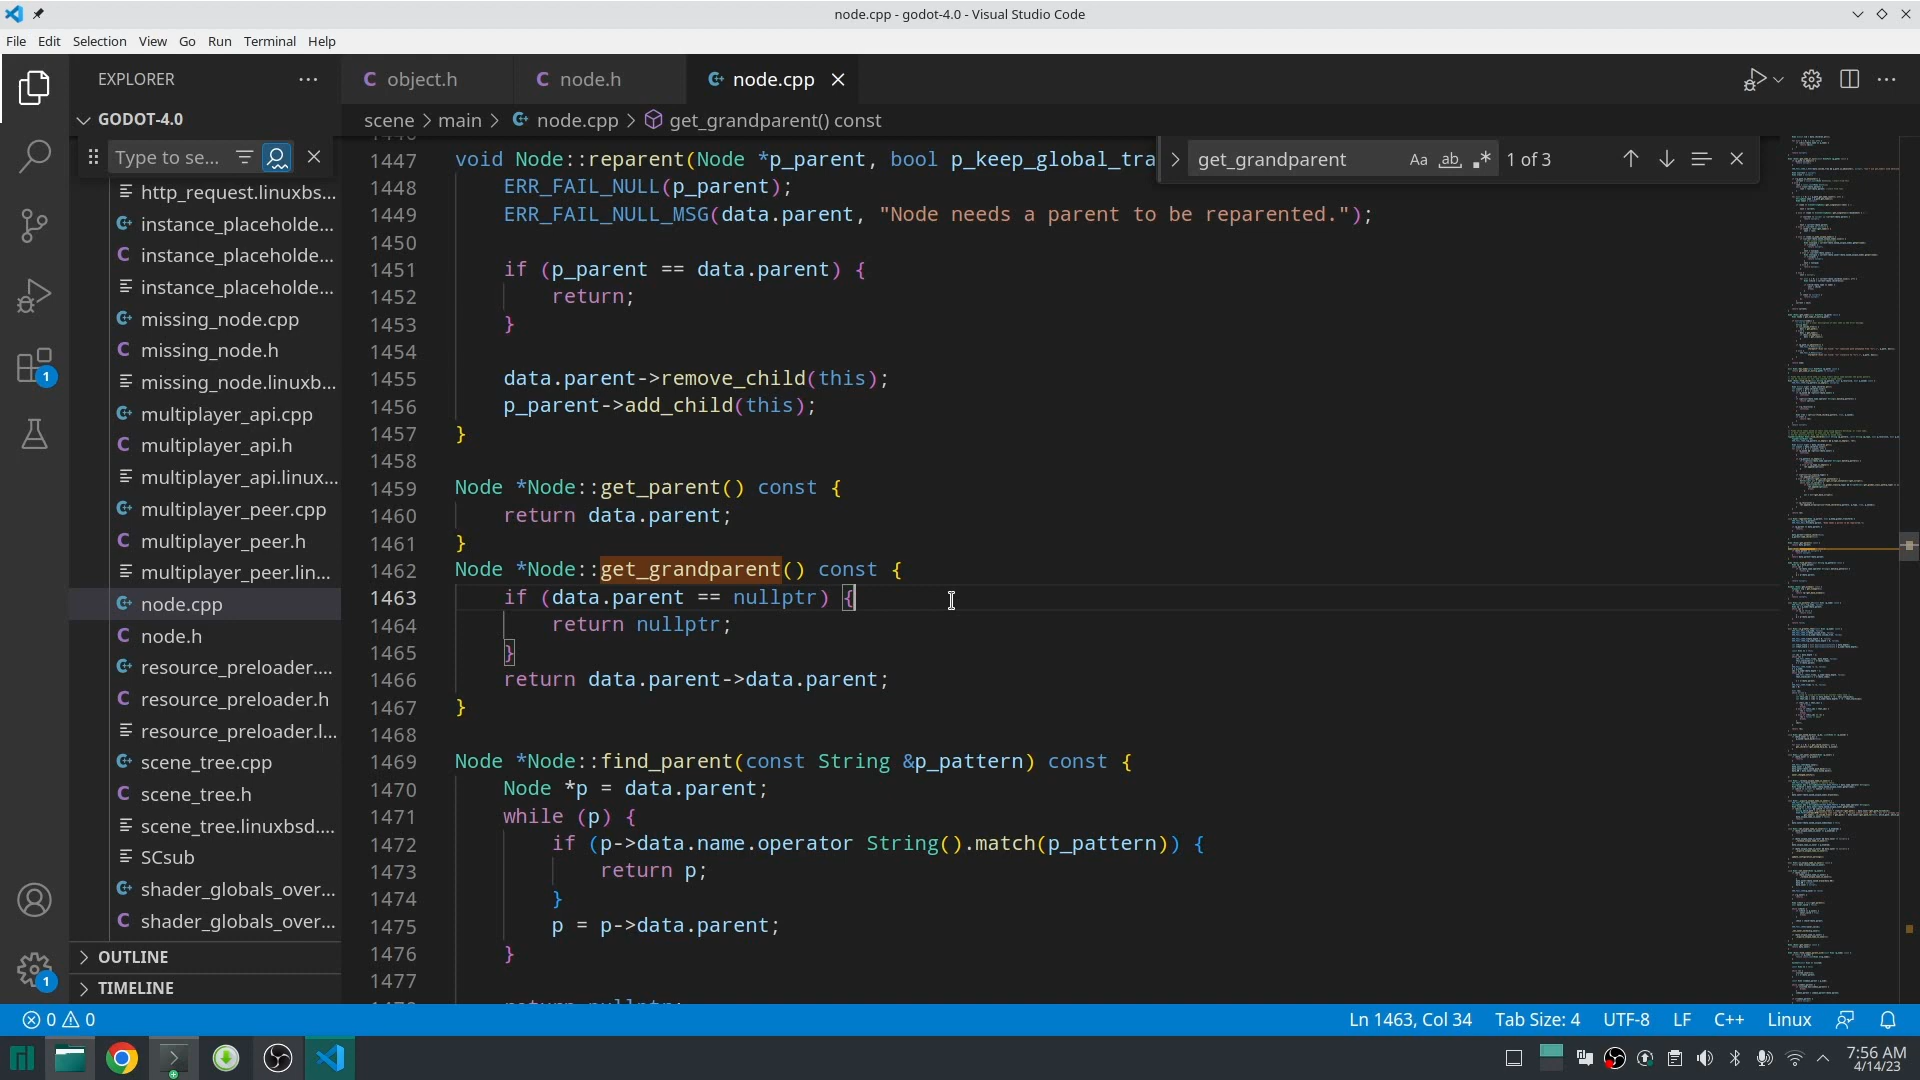 node.cpp - godot-4.0 - Visual Studio Code
File Edit Selection View Go Run Terminal Help
EXPLORER
object.h
node.h
node.cpp
GODOT-4.0
scene > main > node.cpp > get_grandparent() const
Type to se...
get_grandparent
Aa
ab
1 of 3
http_request.linuxbs...
instance_placeholde...
instance_placeholde...
instance_placeholde...
missing_node.cpp
missing_node.h
missing_node.linuxb...
multiplayer_api.cpp
multiplayer_api.h
multiplayer_api.linux...
multiplayer_peer.cpp
multiplayer_peer.h
multiplayer_peer.lin...
node.cpp
node.h
resource_preloader....
resource_preloader.h
resource_preloader.l...
scene_tree.cpp
scene_tree.h
scene_tree.linuxbsd....
SCsub
shader_globals_over...
shader_globals_over...
OUTLINE
TIMELINE
1
1
1447 void Node::reparent(Node *p_parent, bool p_keep_global_tra
1448 ERR_FAIL_NULL(p_parent);
1449 ERR_FAIL_NULL_MSG(data.parent, "Node needs a parent to be reparented.");
1450
1451 if (p_parent == data.parent) {
1452 return;
1453 }
1454
1455 data.parent->remove_child(this);
1456 p_parent->add_child(this);
1457 }
1458
1459 Node *Node::get_parent() const {
1460 return data.parent;
1461 }
1462 Node *Node::get_grandparent() const {
1463 if (data.parent == nullptr) {
1464 return nullptr;
1465 }
1466 return data.parent->data.parent;
1467 }
1468
1469 Node *Node::find_parent(const String &p_pattern) const {
1470 Node *p = data.parent;
1471 while (p) {
1472 if (p->data.name.operator String().match(p_pattern)) {
1473 return p;
1474 }
1475 p = p->data.parent;
1476 }
1477
0 0
Ln 1463, Col 34
Tab Size: 4
UTF-8
LF
C++
Linux
7:56 AM
4/14/23